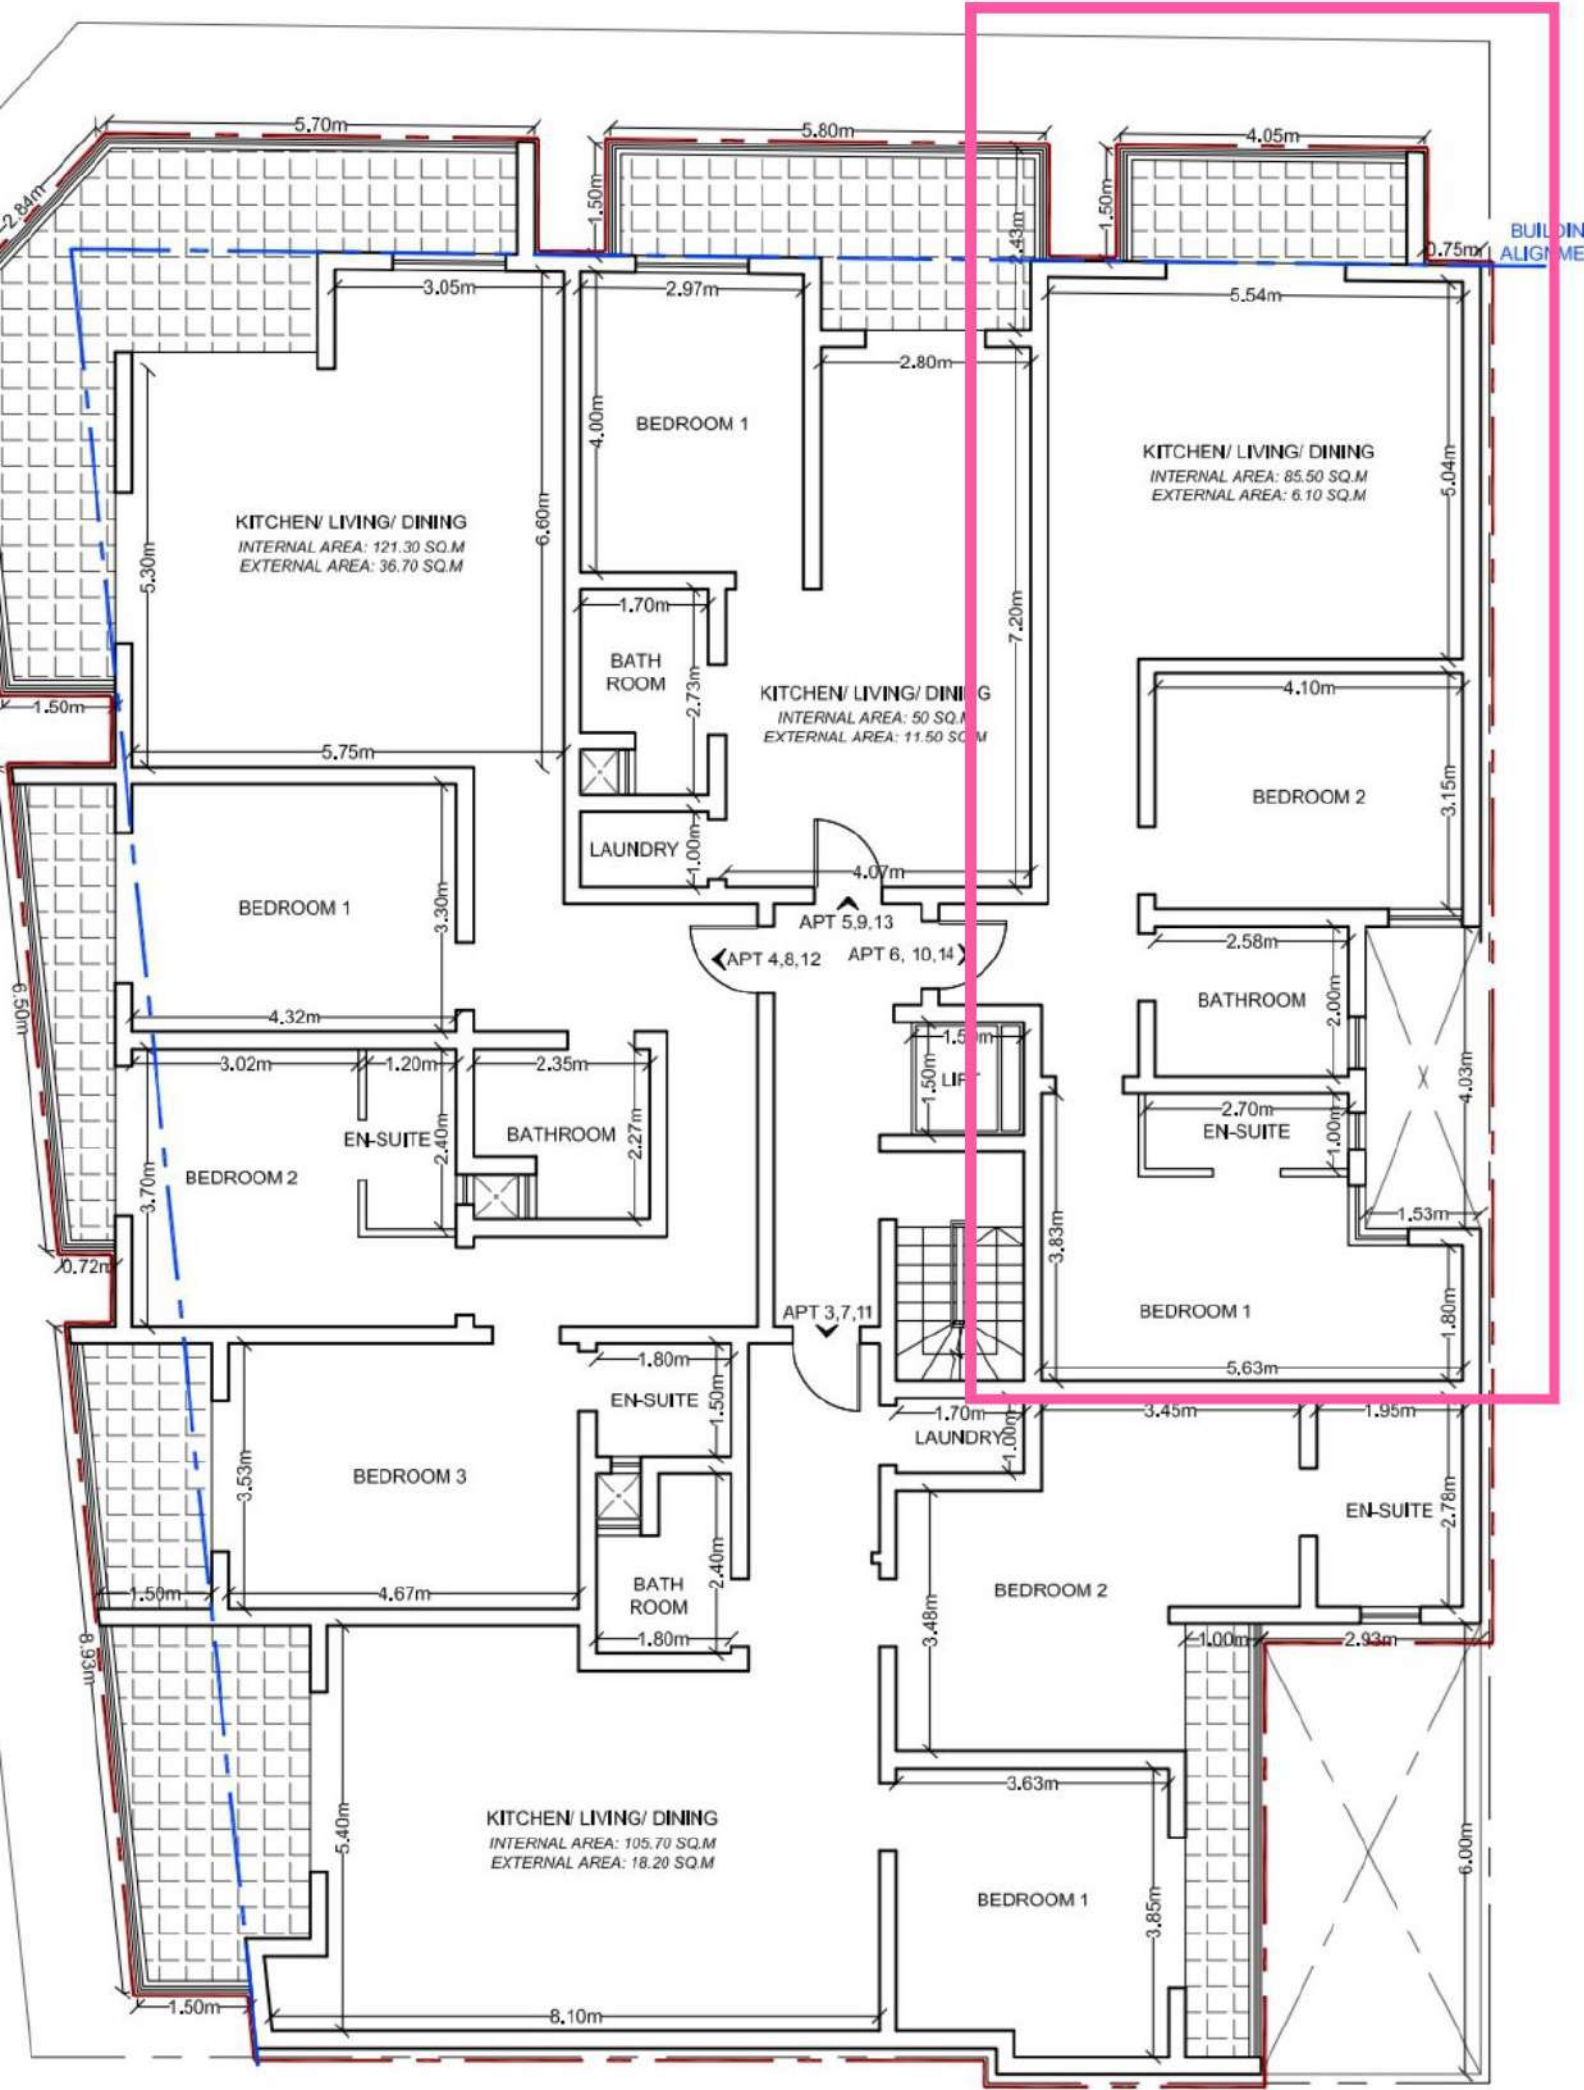 5.70m
5.80m
4.05m
2.84m
1.50m
2.43m
1.50m
0.75m
BUILDIN
ALIGNME
3.05m
2.97m
5.54m
2.80m
4.00m
BEDROOM 1
KITCHEN/ LIVING/ DINING
INTERNAL AREA: 85.50 SQ.M
EXTERNAL AREA: 6.10 SQ.M
5.04m
KITCHEN/ LIVING/ DINING
INTERNAL AREA: 121.30 SQ.M
EXTERNAL AREA: 36.70 SQ.M
5.30m
6.60m
1.70m
7.20m
BATH
ROOM
2.73m
KITCHEN/ LIVING/ DINING
INTERNAL AREA: 50 SQ.M
EXTERNAL AREA: 11.50 SQ.M
4.10m
1.50m
5.75m
BEDROOM 2
3.15m
LAUNDRY
1.00m
4.07m
BEDROOM 1
3.30m
APT 5,9,13
APT 4,8,12
APT 6, 10,14
2.58m
BATHROOM
2.00m
6.50m
4.32m
1.50m
1.50m
LIFT
4.03m
3.02m
1.20m
2.35m
2.70m
EN-SUITE
1.00m
EN-SUITE
2.40m
BATHROOM
2.27m
BEDROOM 2
3.70m
1.53m
3.83m
0.72m
APT 3,7,11
BEDROOM 1
1.80m
5.63m
1.80m
EN-SUITE
1.50m
1.70m
LAUNDRY
1.00m
3.45m
1.95m
BEDROOM 3
3.53m
EN-SUITE
2.78m
1.50m
4.67m
BATH
ROOM
2.40m
1.80m
BEDROOM 2
3.48m
1.00m
2.93m
8.93m
3.63m
KITCHEN/ LIVING/ DINING
INTERNAL AREA: 105.70 SQ.M
EXTERNAL AREA: 18.20 SQ.M
5.40m
6.00m
BEDROOM 1
3.85m
1.50m
8.10m